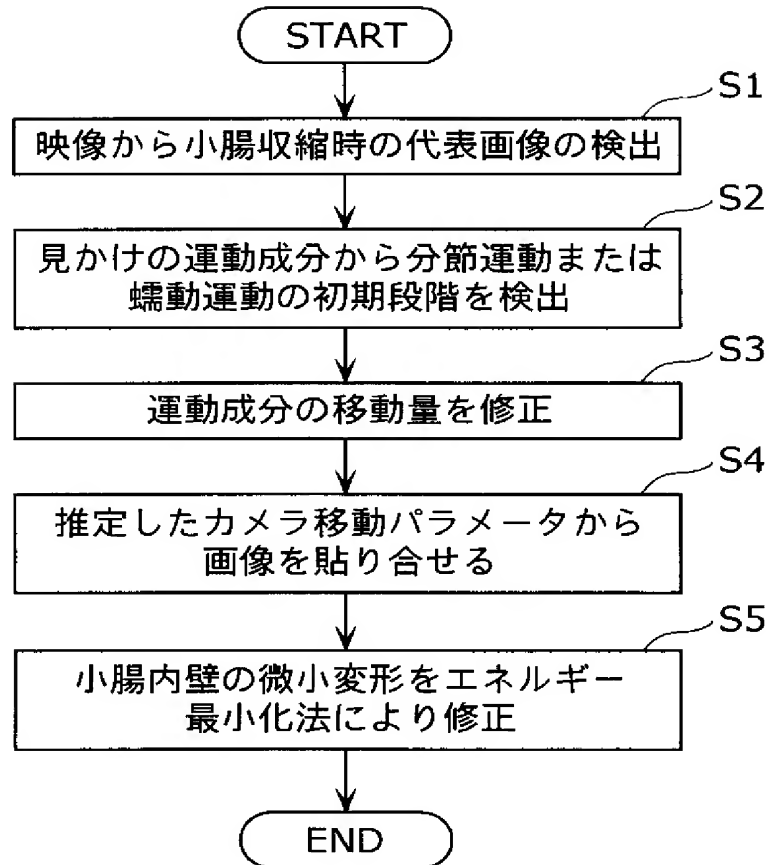 START
S1
映像から小腸収縮時の代表画像の検出
S2
見かけの運動成分から分節運動または
蠕動運動の初期段階を検出
S3
運動成分の移動量を修正
S4
推定したカメラ移動パラメータから
画像を貼り合せる
S5
小腸内壁の微小変形をエネルギー
最小化法により修正
END